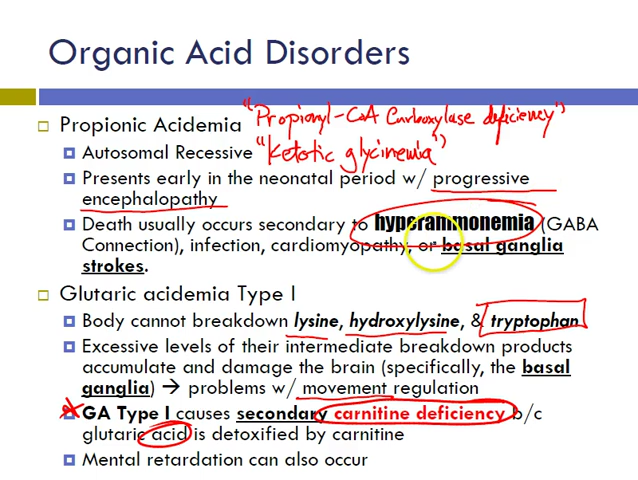 Organic Acid Disorders
Propionic Acidemia "Propionyl-CoA Carboxylase deficiency"
Autosomal Recessive "Ketotic glycinemia"
Presents early in the neonatal period w/ progressive
encephalopathy
Death usually occurs secondary to hyperammonemia (GABA
Connection), infection, cardiomyopathy, or basal ganglia
strokes.
Glutaric acidemia Type I
Body cannot breakdown lysine, hydroxylysine, & tryptophan
Excessive levels of their intermediate breakdown products
accumulate and damage the brain (specifically, the basal
ganglia) → problems w/ movement regulation
GA Type I causes secondary carnitine deficiency b/c
glutaric acid is detoxified by carnitine
Mental retardation can also occur